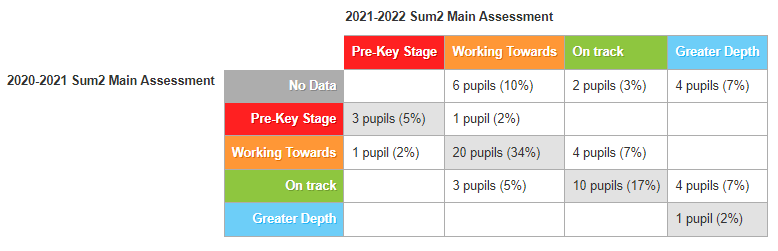 2021-2022 Sum2 Main Assessment
Pre-Key Stage Working Towards On track Greater Depth
2020-2021 Sum2 Main Assessment No Data 6 pupils (10%) 2 pupils (3%) 4 pupils (7%)
Pre-Key Stage 3 pupils (5%) 1 pupil (2%)
Working Towards 1 pupil (2%) 20 pupils (34%) 4 pupils (7%)
On track 3 pupils (5%) 10 pupils (17%) 4 pupils (7%)
Greater Depth 1 pupil (2%)